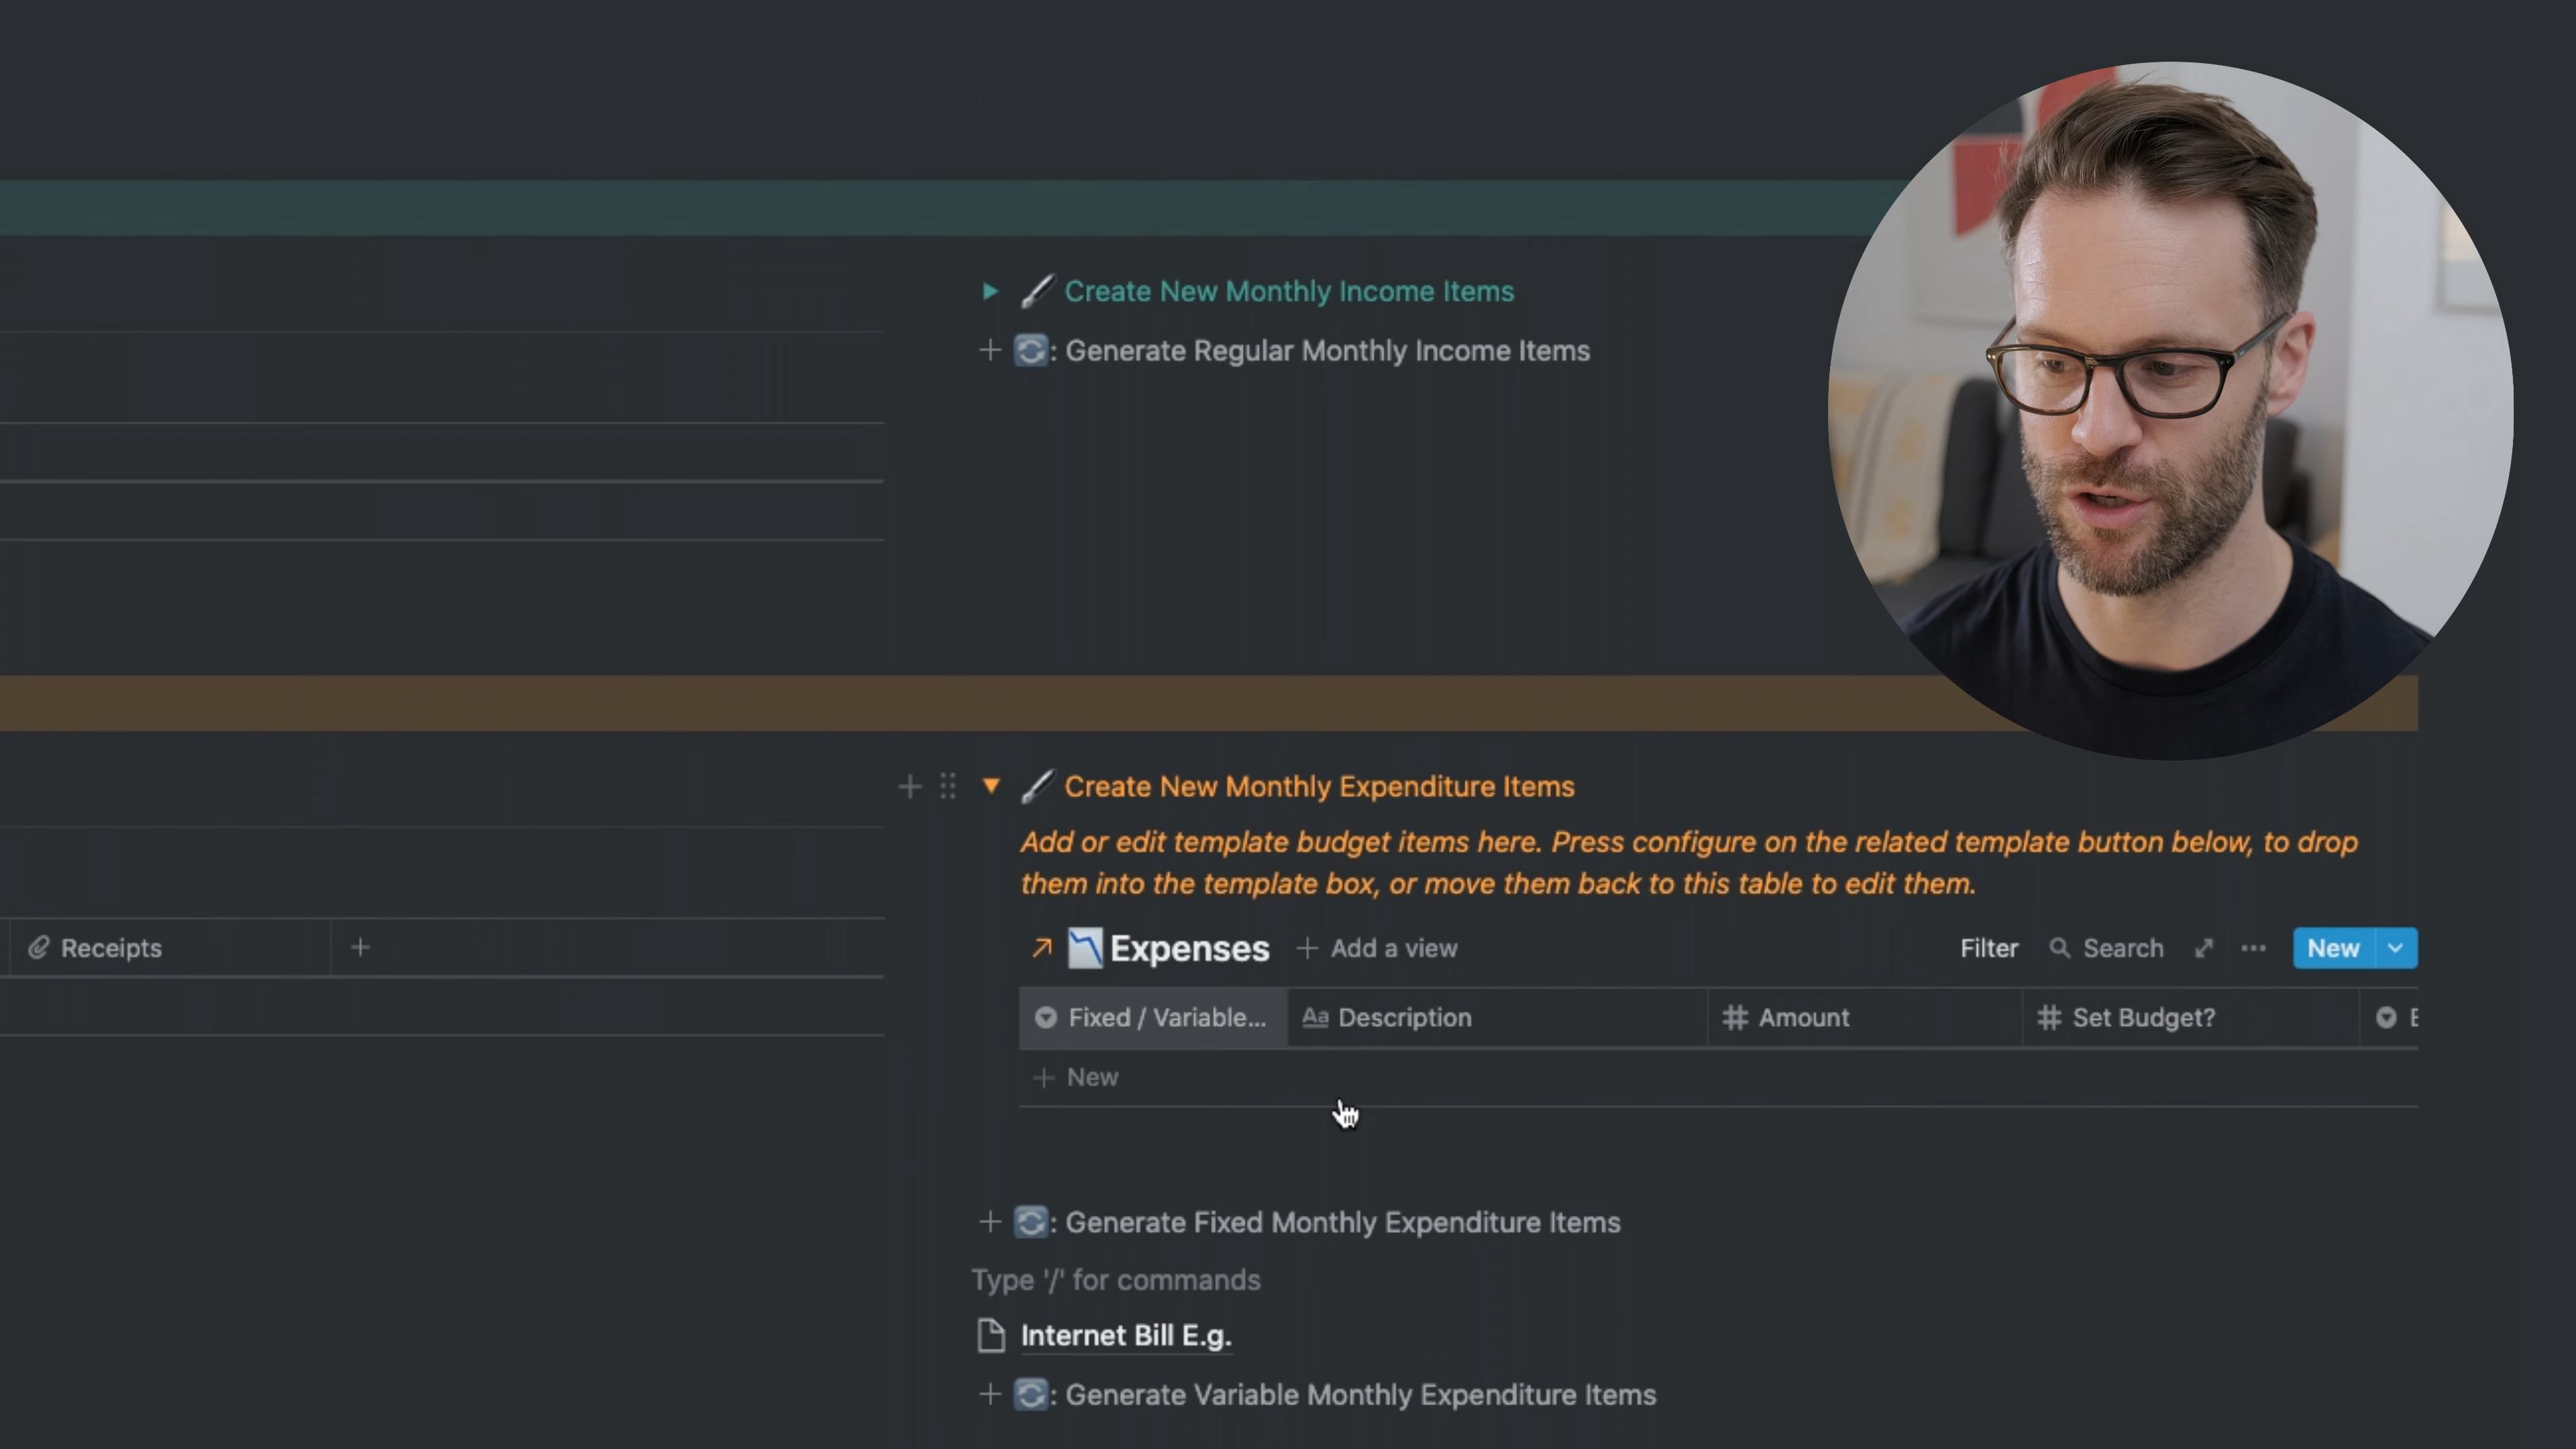 Create New Monthly Income Items
: Generate Regular Monthly Income Items
Create New Monthly Expenditure Items
Add or edit template budget items here. Press configure on the related template button below, to drop
them into the template box, or move them back to this table to edit them.
Receipts
Expenses Add a view Filter Search New
Fixed / Variable... Aa Description Amount Set Budget?
New
: Generate Fixed Monthly Expenditure Items
Type '/' for commands
Internet Bill E.g.
: Generate Variable Monthly Expenditure Items